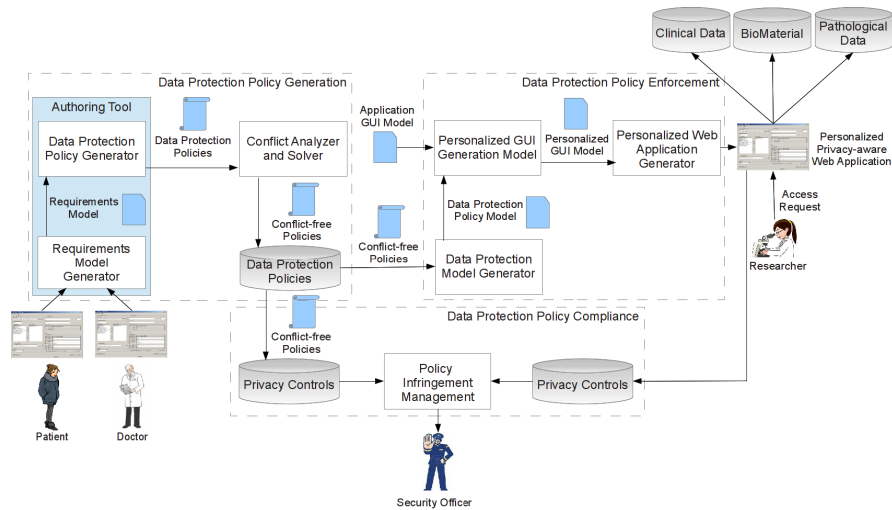 Clinical Data
BioMaterial
Pathological
Data
Data Protection Policy Generation
Data Protection Policy Enforcement
Authoring Tool
Data Protection
Policy Generator
Data Protection
Policies
Conflict Analyzer
and Solver
Application
GUI Model
Personalized GUI
Generation Model
Personalized
GUI Model
Personalized Web
Application
Generator
Personalized
Privacy-aware
Web Application
Requirements
Model
Conflict-free
Policies
Conflict-free
Policies
Data Protection
Policy Model
Access
Request
Researcher
Requirements
Model
Generator
Data Protection
Policies
Data Protection
Model Generator
Conflict-free
Policies
Data Protection Policy Compliance
Privacy Controls
Policy
Infringement
Management
Privacy Controls
Patient
Doctor
Security Officer